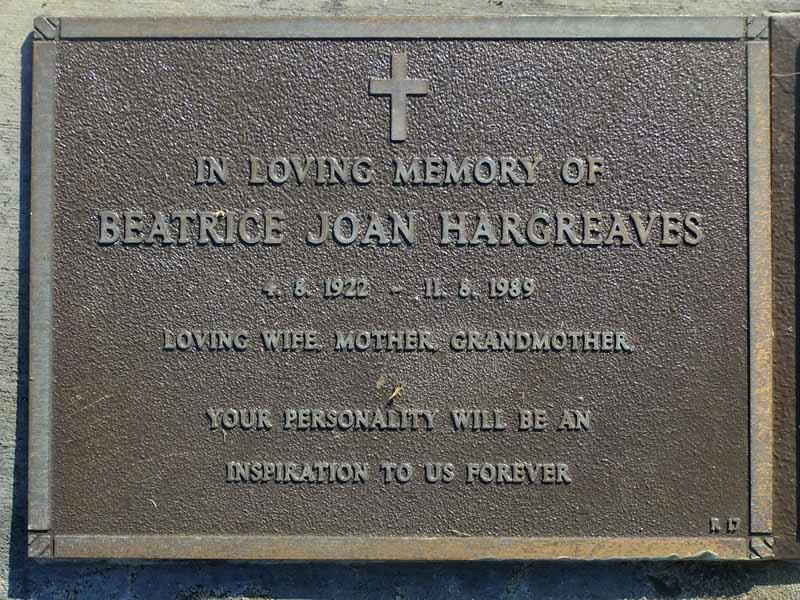 IN LOVING MEMORY OF
BEATRICE JOAN HARGREAVES
4. 8. 1922 – 11. 8. 1989
LOVING WIFE, MOTHER, GRANDMOTHER.
YOUR PERSONALITY WILL BE AN
INSPIRATION TO US FOREVER